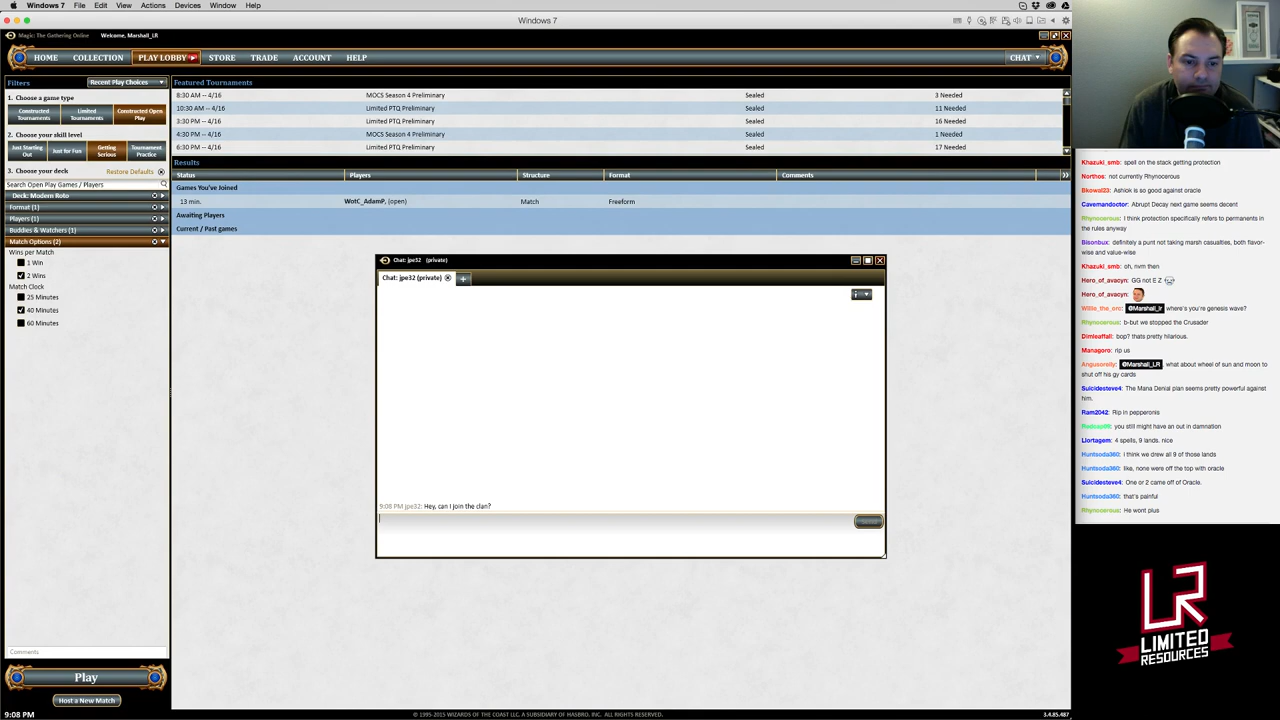 Windows 7 File Edit View Actions Devices Window Help
Windows 7
Magic: The Gathering Online Welcome, Marshall_LR
HOME COLLECTION PLAY LOBBY STORE TRADE ACCOUNT HELP CHAT
Filters Recent Play Choices
1. Choose a game type
Constructed Tournaments Limited Tournaments Constructed Open Play
2. Choose your skill level
Just Starting Out Just for Fun Getting Serious Tournament Practice
3. Choose your deck Restore Defaults
Search Open Play Games / Players
Deck: Modern Roto
Format (1)
Players (1)
Buddies & Watchers (1)
Match Options (2)
Wins per Match
1 Win
2 Wins
Match Clock
25 Minutes
40 Minutes
60 Minutes
Comments
Play
Host a New Match
9:08 PM
Featured Tournaments
8:30 AM -- 4/16 MOCS Season 4 Preliminary Sealed 3 Needed
10:30 AM -- 4/16 Limited PTQ Preliminary Sealed 11 Needed
3:30 PM -- 4/16 Limited PTQ Preliminary Sealed 16 Needed
4:30 PM -- 4/16 MOCS Season 4 Preliminary Sealed 1 Needed
6:30 PM -- 4/16 Limited PTQ Preliminary Sealed 17 Needed
Results
Status Players Structure Format Comments
Games You've Joined
13 min. WotC_AdamP, (open) Match Freeform
Awaiting Players
Current / Past games
Chat: jpe32 (private)
Chat: jpe32 (private) +
9:08 PM jpe32: Hey, can I join the clan?
Send
© 1995-2015 WIZARDS OF THE COAST LLC, A SUBSIDIARY OF HASBRO, INC. ALL RIGHTS RESERVED.
3.4.85.487
Khazuki_smb: spell on the stack getting protection
Northos: not currently Rhynocerous
Bkowal23: Ashiok is so good against oracle
Cavemandoctor: Abrupt Decay next game seems decent
Rhynocerous: I think protection specifically refers to permanents
in the rules anyway
Bisonbux: definitely a punt not taking marsh casualties, both flavor-
wise and value-wise
Khazuki_smb: oh, nvm then
Hero_of_avacyn: GG not E Z
Hero_of_avacyn:
Willie_the_orc: @Marshall_lr where's you're genesis wave?
Rhynocerous: b-but we stopped the Crusader
Dimleaffall: bop? thats pretty hilarious.
Managoro: rip us
Angusorelly: @Marshall_LR, what about wheel of sun and moon to
shut off his gy cards
Suicidesteve4: The Mana Denial plan seems pretty powerful against
him.
Ram2042: Rip in pepperonis
you still might have an out in damnation
Llortagem: 4 spells, 9 lands. nice
Huntsoda360: i think we drew all 9 of those lands
Huntsoda360: like, none were off the top with oracle
Suicidesteve4: One or 2 came off of Oracle.
Huntsoda360: that's painful
Rhynocerous: He wont plus
LR
LIMITED
RESOURCES